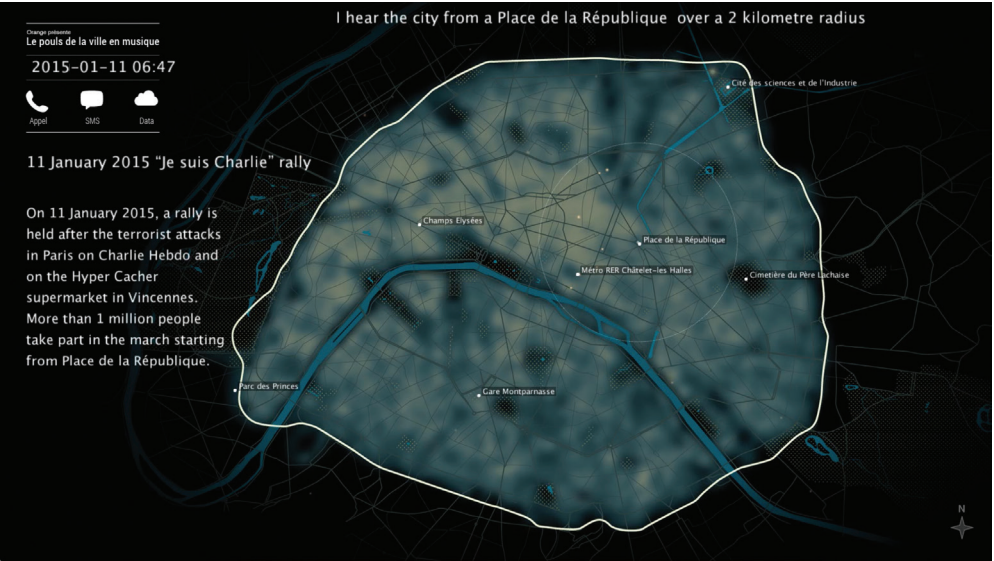 I hear the city from a Place de la République over a 2 kilometre radius
Orange présente
Le pouls de la ville en musique
2015-01-11 06:47
Appel SMS Data
11 January 2015 “Je suis Charlie” rally
On 11 January 2015, a rally is
held after the terrorist attacks
in Paris on Charlie Hebdo and
on the Hyper Cacher
supermarket in Vincennes.
More than 1 million people
take part in the march starting
from Place de la République.
Cité des sciences et de l'Industrie
Champs Elysées
Place de la République
Métro RER Châtelet-les Halles
Cimetière du Père Lachaise
Parc des Princes
Gare Montparnasse
N